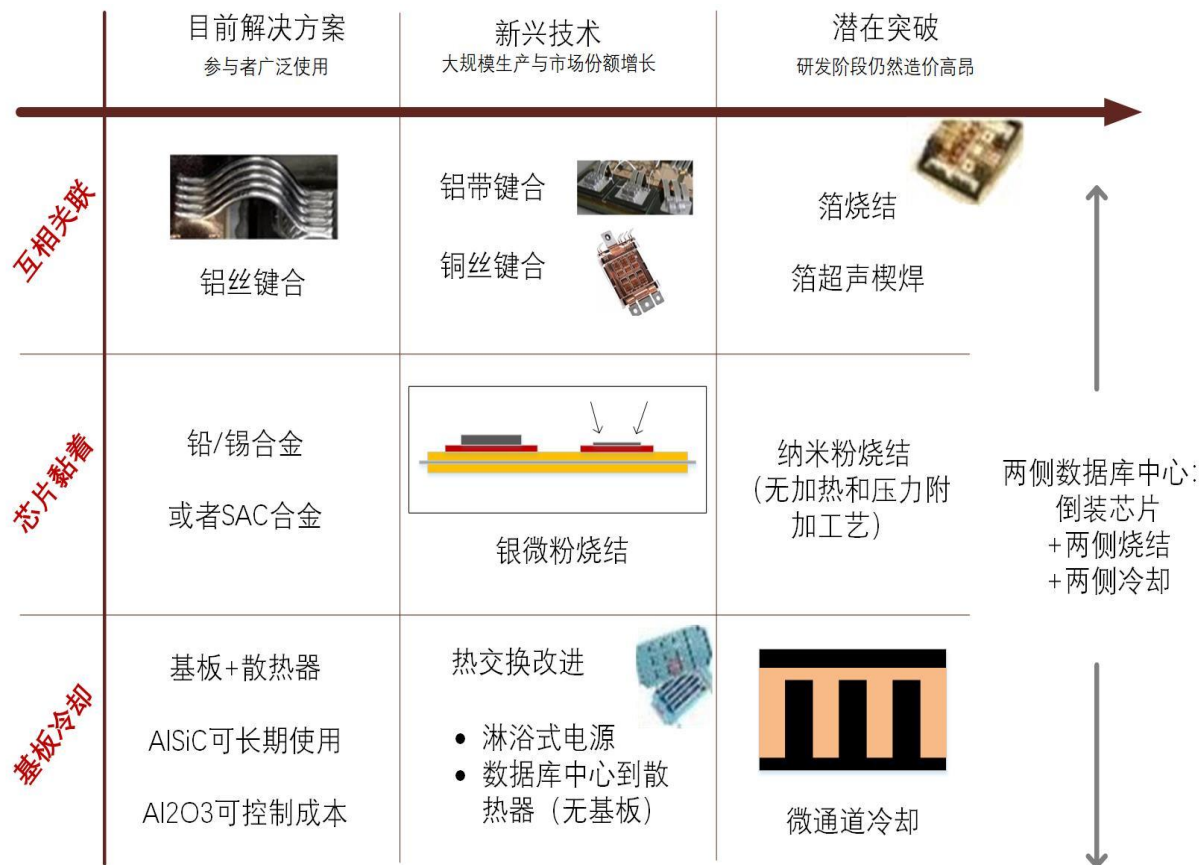 目前解决方案
参与者广泛使用
新兴技术
大规模生产与市场份额增长
潜在突破
研发阶段仍然造价高昂
互相关联
铝丝键合
铝带键合
铜丝键合
箔烧结
箔超声楔焊
芯片黏着
铅/锡合金
或者SAC合金
银微粉烧结
纳米粉烧结
（无加热和压力附
加工艺）
两侧数据库中心:
倒装芯片
+两侧烧结
+两侧冷却
基板冷却
基板+散热器
AlSiC可长期使用
Al2O3可控制成本
热交换改进
• 淋浴式电源
• 数据库中心到散
热器（无基板）
微通道冷却